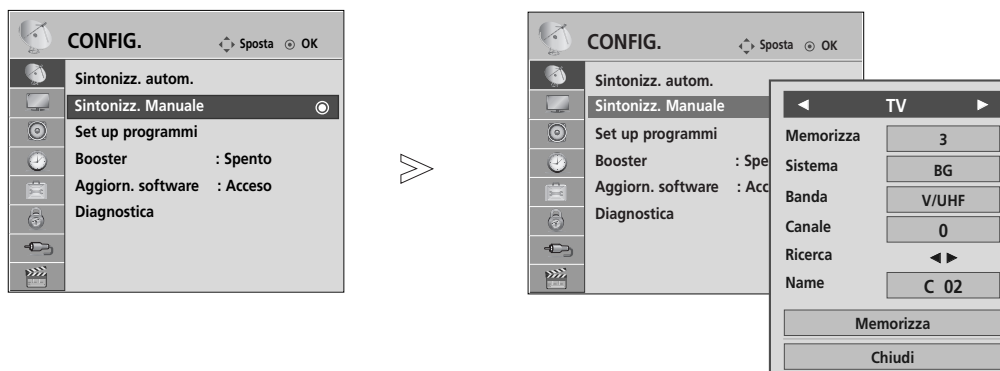 CONFIG. Sposta OK
Sintonizz. autom.
Sintonizz. Manuale
Set up programmi
Booster : Spento
Aggiorn. software : Acceso
Diagnostica
CONFIG. Sposta OK
Sintonizz. autom.
Sintonizz. Manuale
Set up programmi
Booster : Spe
Aggiorn. software : Acc
Diagnostica
◄ TV ►
Memorizza 3
Sistema BG
Banda V/UHF
Canale 0
Ricerca ◄ ►
Name C 02
Memorizza
Chiudi